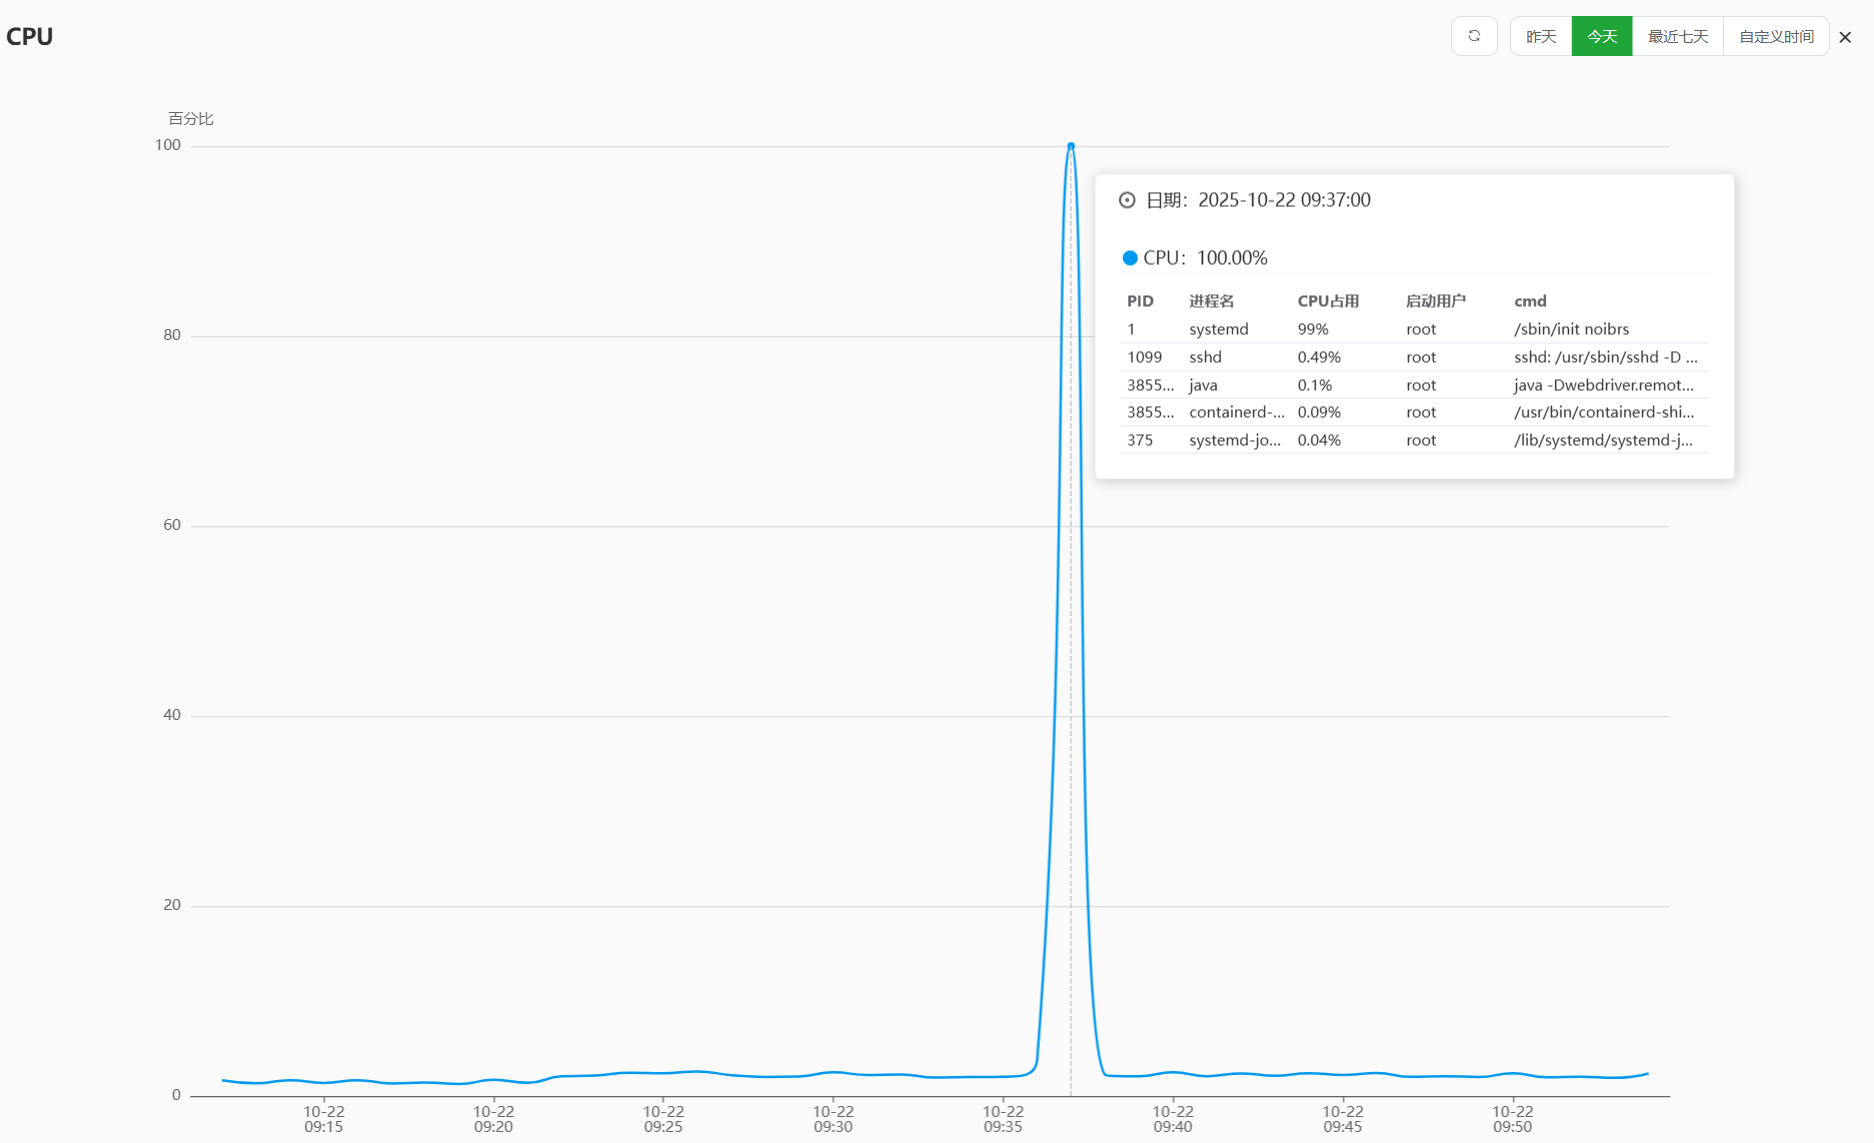 CPU
昨天 今天 最近七天 自定义时间
百分比
100
80
60
40
20
0
日期：2025-10-22 09:37:00
CPU：100.00%
PID 进程名 CPU占用 启动用户 cmd
1 systemd 99% root /sbin/init noibrs
1099 sshd 0.49% root sshd: /usr/sbin/sshd -D ...
3855... java 0.1% root java -Dwebdriver.remot...
3855... containerd-... 0.09% root /usr/bin/containerd-shi...
375 systemd-jo... 0.04% root /lib/systemd/systemd-j...
10-22 10-22 10-22 10-22 10-22 10-22 10-22 10-22
09:15 09:20 09:25 09:30 09:35 09:40 09:45 09:50